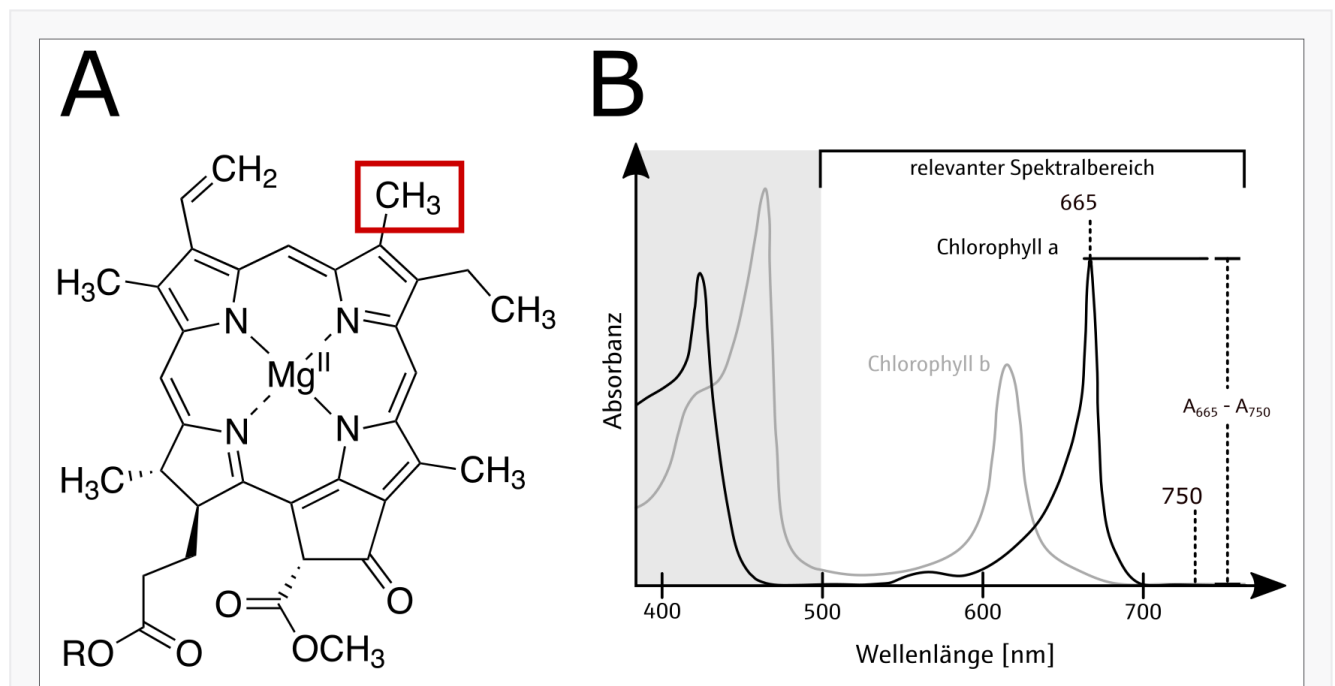 A
CH₂
CH₃
H₃C
N
N
CH₃
Mgᴵᴵ
N
N
H₃C
CH₃
O
O
RO
O
OCH₃
B
relevanter Spektralbereich
665
Chlorophyll a
Absorbanz
Chlorophyll b
A₆₆₅ - A₇₅₀
750
400
500
600
700
Wellenlänge [nm]